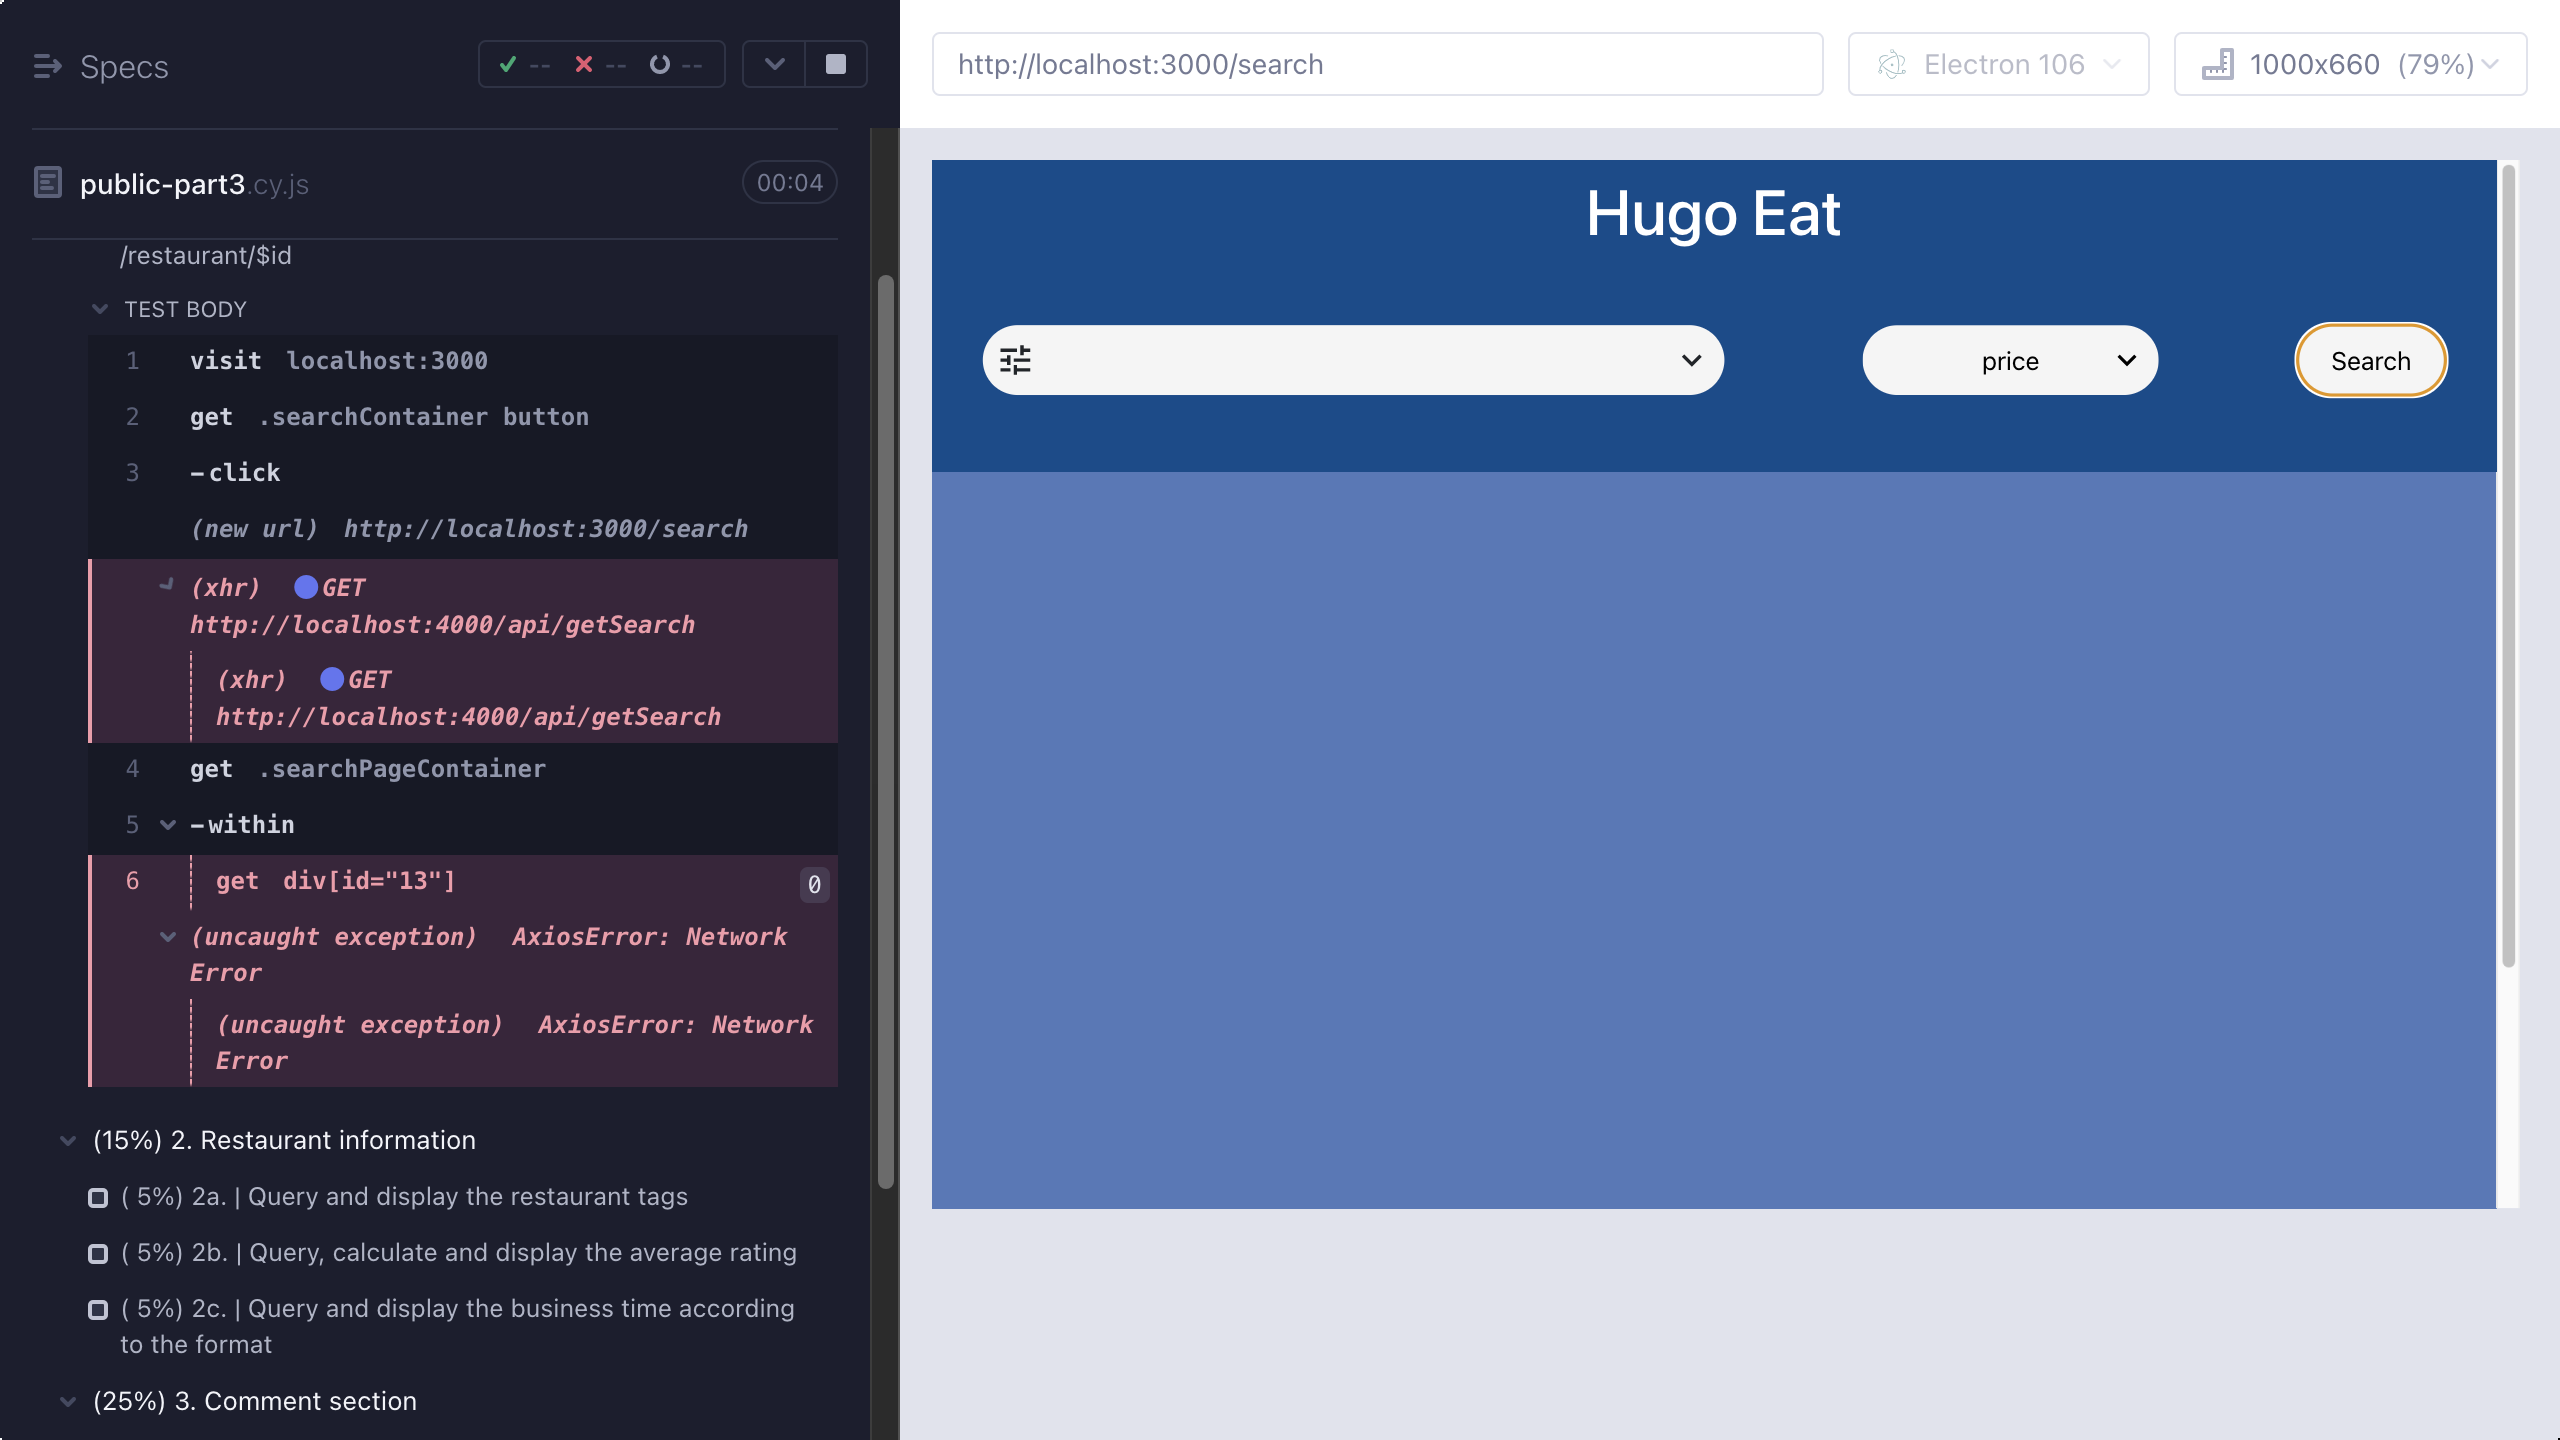 Specs
-- -- --
public-part3.cy.js 00:04
/restaurant/$id
TEST BODY
1 visit localhost:3000
2 get .searchContainer button
3 -click
(new url) http://localhost:3000/search
(xhr) GET
http://localhost:4000/api/getSearch
(xhr) GET
http://localhost:4000/api/getSearch
4 get .searchPageContainer
5 -within
6 get div[id="13"] 0
(uncaught exception) AxiosError: Network
Error
(uncaught exception) AxiosError: Network
Error
(15%) 2. Restaurant information
( 5%) 2a. | Query and display the restaurant tags
( 5%) 2b. | Query, calculate and display the average rating
( 5%) 2c. | Query and display the business time according
to the format
(25%) 3. Comment section
http://localhost:3000/search
Electron 106
1000x660 (79%)
Hugo Eat
price
Search